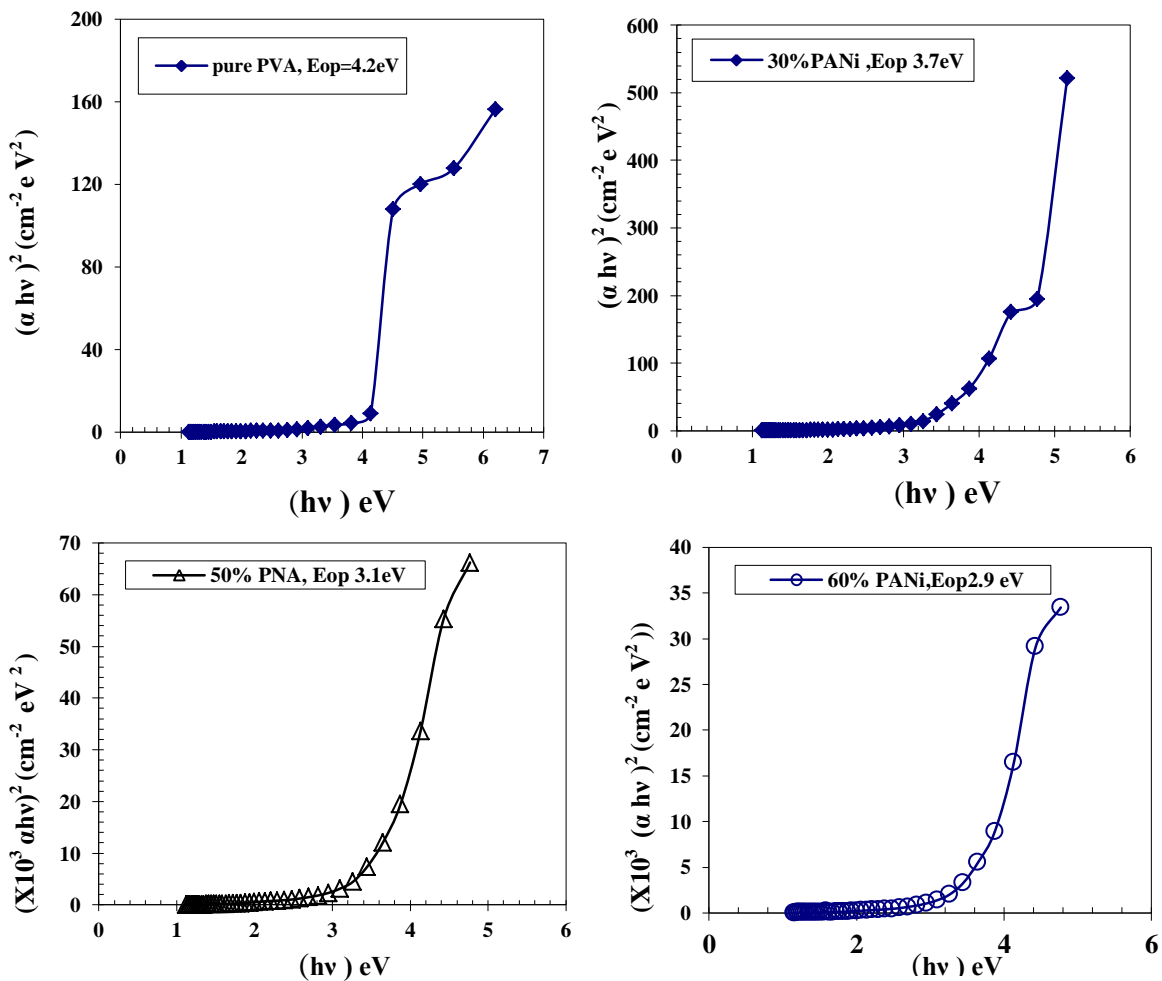 200
160
120
80
40
0
0 1 2 3 4 5 6 7
pure PVA, Eop=4.2eV
(α hν )² (cm⁻² e V²)
(hν ) eV
600
500
400
300
200
100
0
0 1 2 3 4 5 6
30%PANi ,Eop 3.7eV
(α hν )² (cm⁻² e V²)
(hν ) eV
70
60
50
40
30
20
10
0
0 1 2 3 4 5 6
50% PNA, Eop 3.1eV
(X10³ αhν)² (cm⁻² eV² )
(hν ) eV
40
35
30
25
20
15
10
5
0
0 2 4 6
60% PANi,Eop2.9 eV
(X10³ (α hν )² (cm⁻² e V²))
(hν ) eV